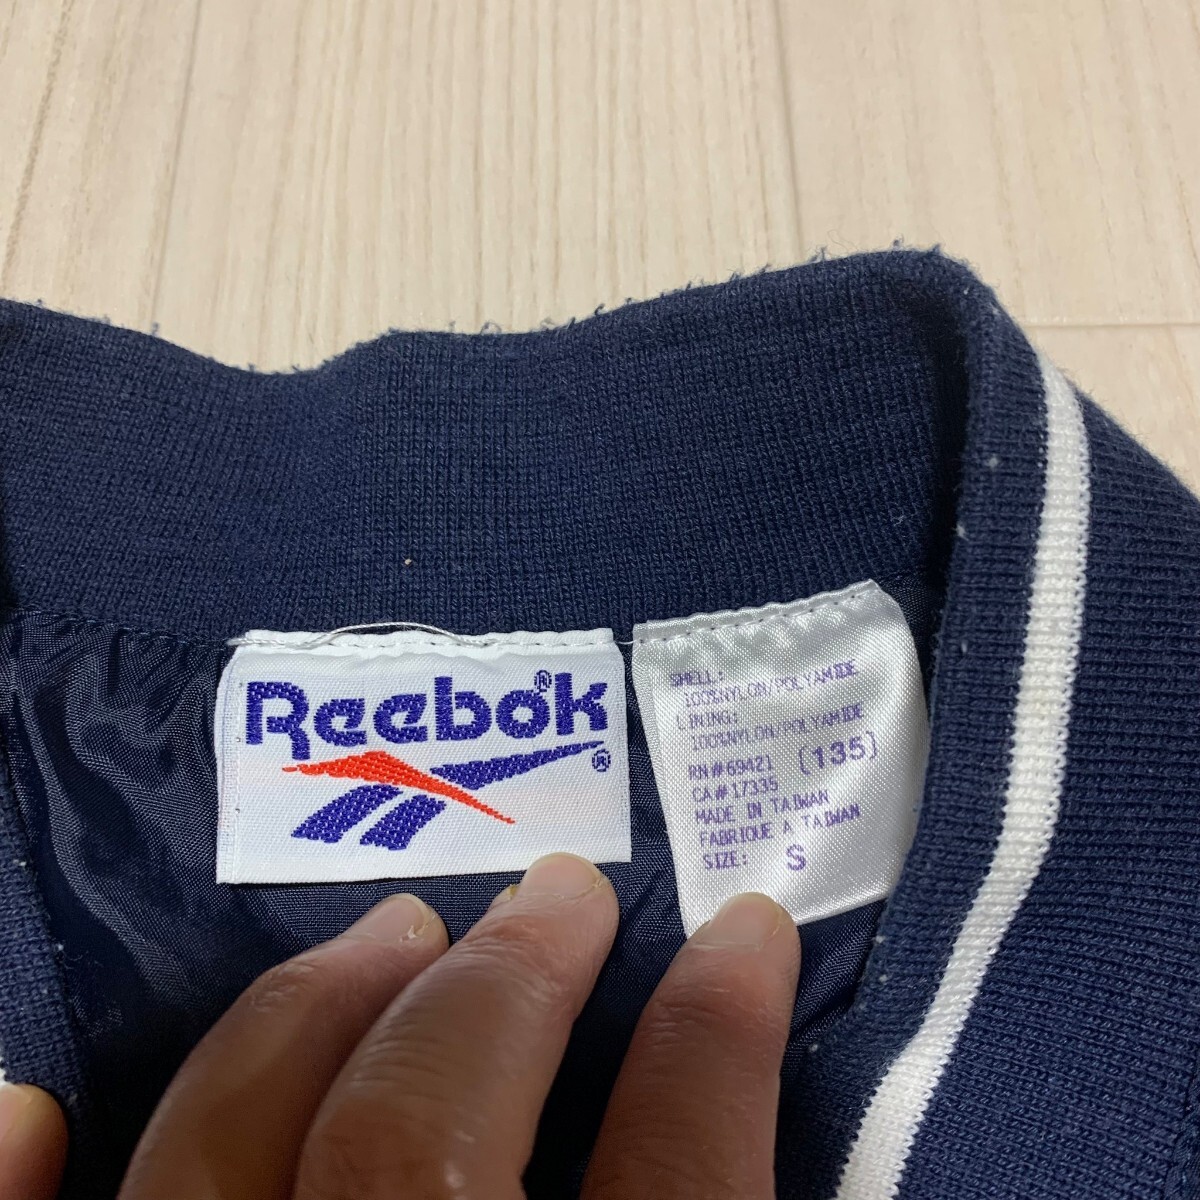 Reebok®
®
SHELL:
100%NYLON/POLYAMIDE
LINING:
100%NYLON/POLYAMIDE
RN#69421 [135]
CA#17335
MADE IN TAIWAN
FABRIQUE A TAIWAN
SIZE: S